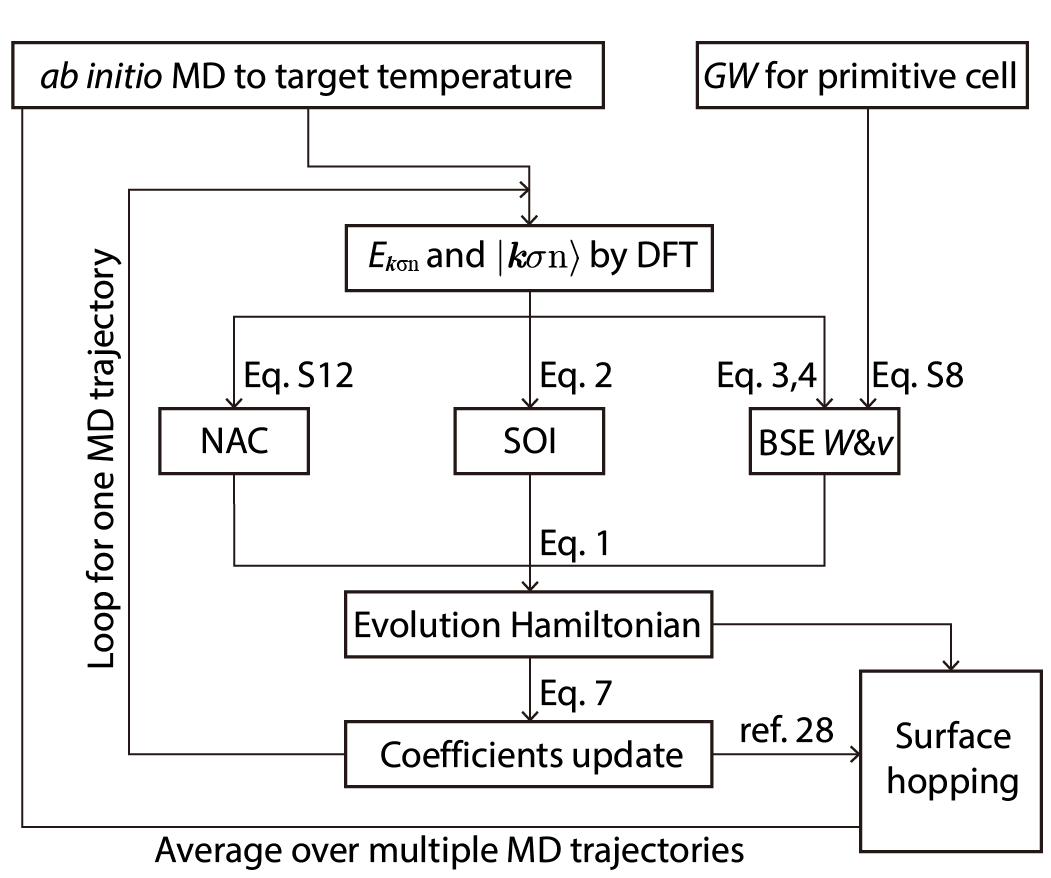 ab initio MD to target temperature
GW for primitive cell
E𝒌σn and |𝒌σn⟩ by DFT
Loop for one MD trajectory
Eq. S12
Eq. 2
Eq. 3,4
Eq. S8
NAC
SOI
BSE W&v
Eq. 1
Evolution Hamiltonian
Eq. 7
Coefficients update
ref. 28
Surface
hopping
Average over multiple MD trajectories